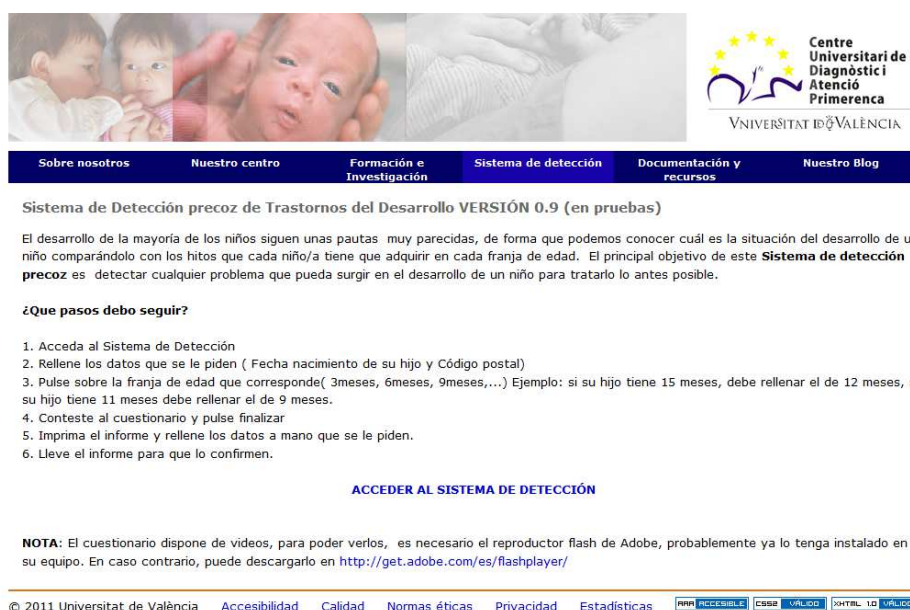 Centre
Universitari de
Diagnòstic i
Atenció
Primerenca
VNIVERSITAT DE VALÈNCIA
Sobre nosotros Nuestro centro Formación e Investigación Sistema de detección Documentación y recursos Nuestro Blog
Sistema de Detección precoz de Trastornos del Desarrollo VERSIÓN 0.9 (en pruebas)
El desarrollo de la mayoría de los niños siguen unas pautas muy parecidas, de forma que podemos conocer cuál es la situación del desarrollo de u
niño comparándolo con los hitos que cada niño/a tiene que adquirir en cada franja de edad. El principal objetivo de este Sistema de detección
precoz es detectar cualquier problema que pueda surgir en el desarrollo de un niño para tratarlo lo antes posible.
¿Que pasos debo seguir?
1. Acceda al Sistema de Detección
2. Rellene los datos que se le piden ( Fecha nacimiento de su hijo y Código postal)
3. Pulse sobre la franja de edad que corresponde( 3meses, 6meses, 9meses,...) Ejemplo: si su hijo tiene 15 meses, debe rellenar el de 12 meses,
su hijo tiene 11 meses debe rellenar el de 9 meses.
4. Conteste al cuestionario y pulse finalizar
5. Imprima el informe y rellene los datos a mano que se le piden.
6. Lleve el informe para que lo confirmen.
ACCEDER AL SISTEMA DE DETECCIÓN
NOTA: El cuestionario dispone de videos, para poder verlos, es necesario el reproductor flash de Adobe, probablemente ya lo tenga instalado en
su equipo. En caso contrario, puede descargarlo en http://get.adobe.com/es/flashplayer/
© 2011 Universitat de València Accesibilidad Calidad Normas éticas Privacidad Estadísticas AAA ACCESIBLE CSS2 VÁLIDO XHTML 1.0 VÁLIDO